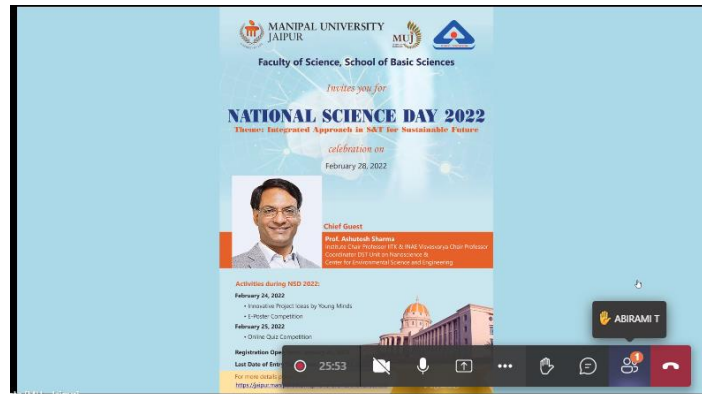 MANIPAL UNIVERSITY
JAIPUR
MUJ
Faculty of Science, School of Basic Sciences
Invites you for
NATIONAL SCIENCE DAY 2022
Theme: Integrated Approach in S&T for Sustainable Future
celebration on
February 28, 2022
Chief Guest
Prof. Ashutosh Sharma
Institute Chair Professor IITK & INAE Visvesvarya Chair Professor
Coordinator DST-Unit on Nanoscience &
Center for Environmental Science and Engineering
Activities during NSD 2022:
February 24, 2022
• Innovative Project Ideas by Young Minds
• E-Poster Competition
February 25, 2022
• Online Quiz Competition
Registration Ope
Last Date of Entr
For more details
ABIRAMI T
25:53
1